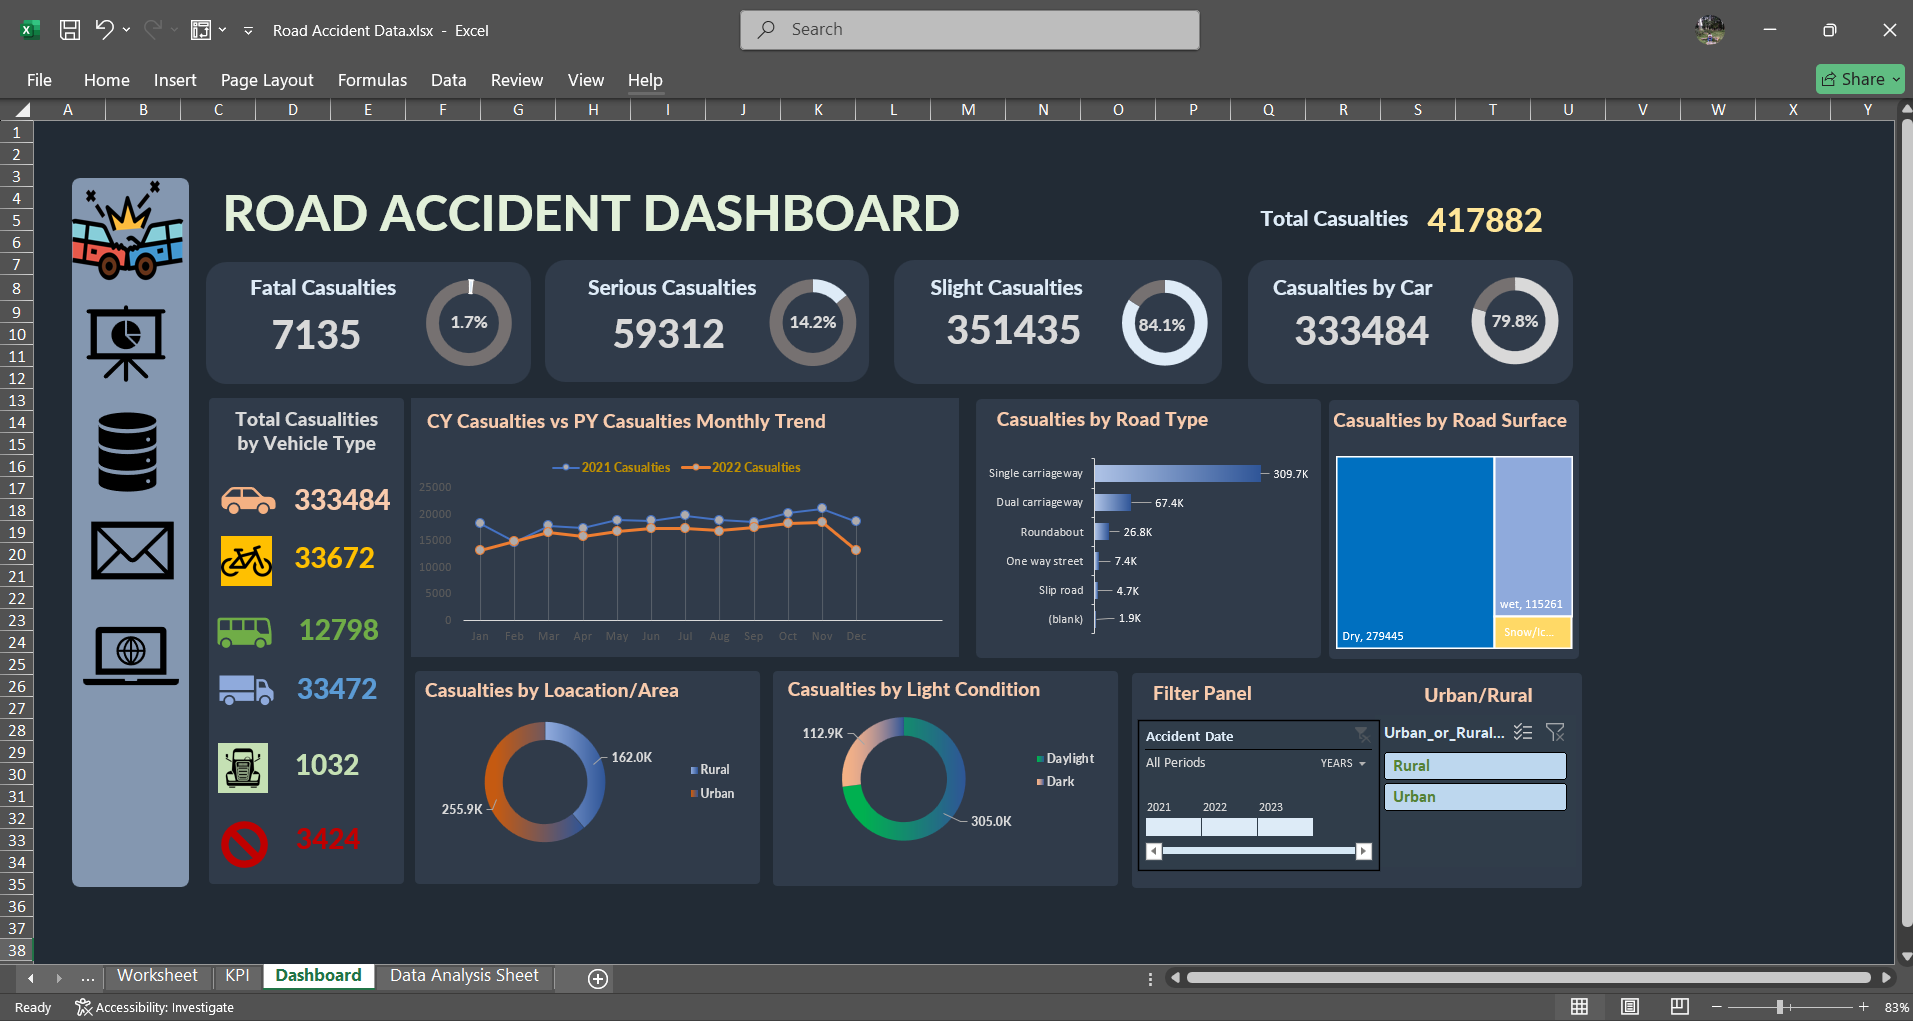 Road Accident Data.xlsx - Excel
Search
File Home Insert Page Layout Formulas Data Review View Help
Share
A B C D E F G H I J K L M N O P Q R S T U V W X Y
1
2
3
4
5
6
7
8
9
10
11
12
13
14
15
16
17
18
19
20
21
22
23
24
25
26
27
28
29
30
31
32
33
34
35
36
37
38
ROAD ACCIDENT DASHBOARD
Total Casualties 417882
Fatal Casualties
7135
1.7%
Serious Casualties
59312
14.2%
Slight Casualties
351435
84.1%
Casualties by Car
333484
79.8%
Total Casualities
by Vehicle Type
333484
33672
12798
33472
1032
3424
CY Casualties vs PY Casualties Monthly Trend
2021 Casualties 2022 Casualties
25000
20000
15000
10000
5000
0
Jan Feb Mar Apr May Jun Jul Aug Sep Oct Nov Dec
Casualties by Road Type
Single carriageway 309.7K
Dual carriageway 67.4K
Roundabout 26.8K
One way street 7.4K
Slip road 4.7K
(blank) 1.9K
Casualties by Road Surface
wet, 115261
Snow/Ic...
Dry, 279445
Casualties by Loacation/Area
162.0K
Rural
Urban
255.9K
Casualties by Light Condition
112.9K
Daylight
Dark
305.0K
Filter Panel
Accident Date
All Periods YEARS
2021 2022 2023
Urban/Rural
Urban_or_Rural...
Rural
Urban
... Worksheet KPI Dashboard Data Analysis Sheet
Ready Accessibility: Investigate
83%